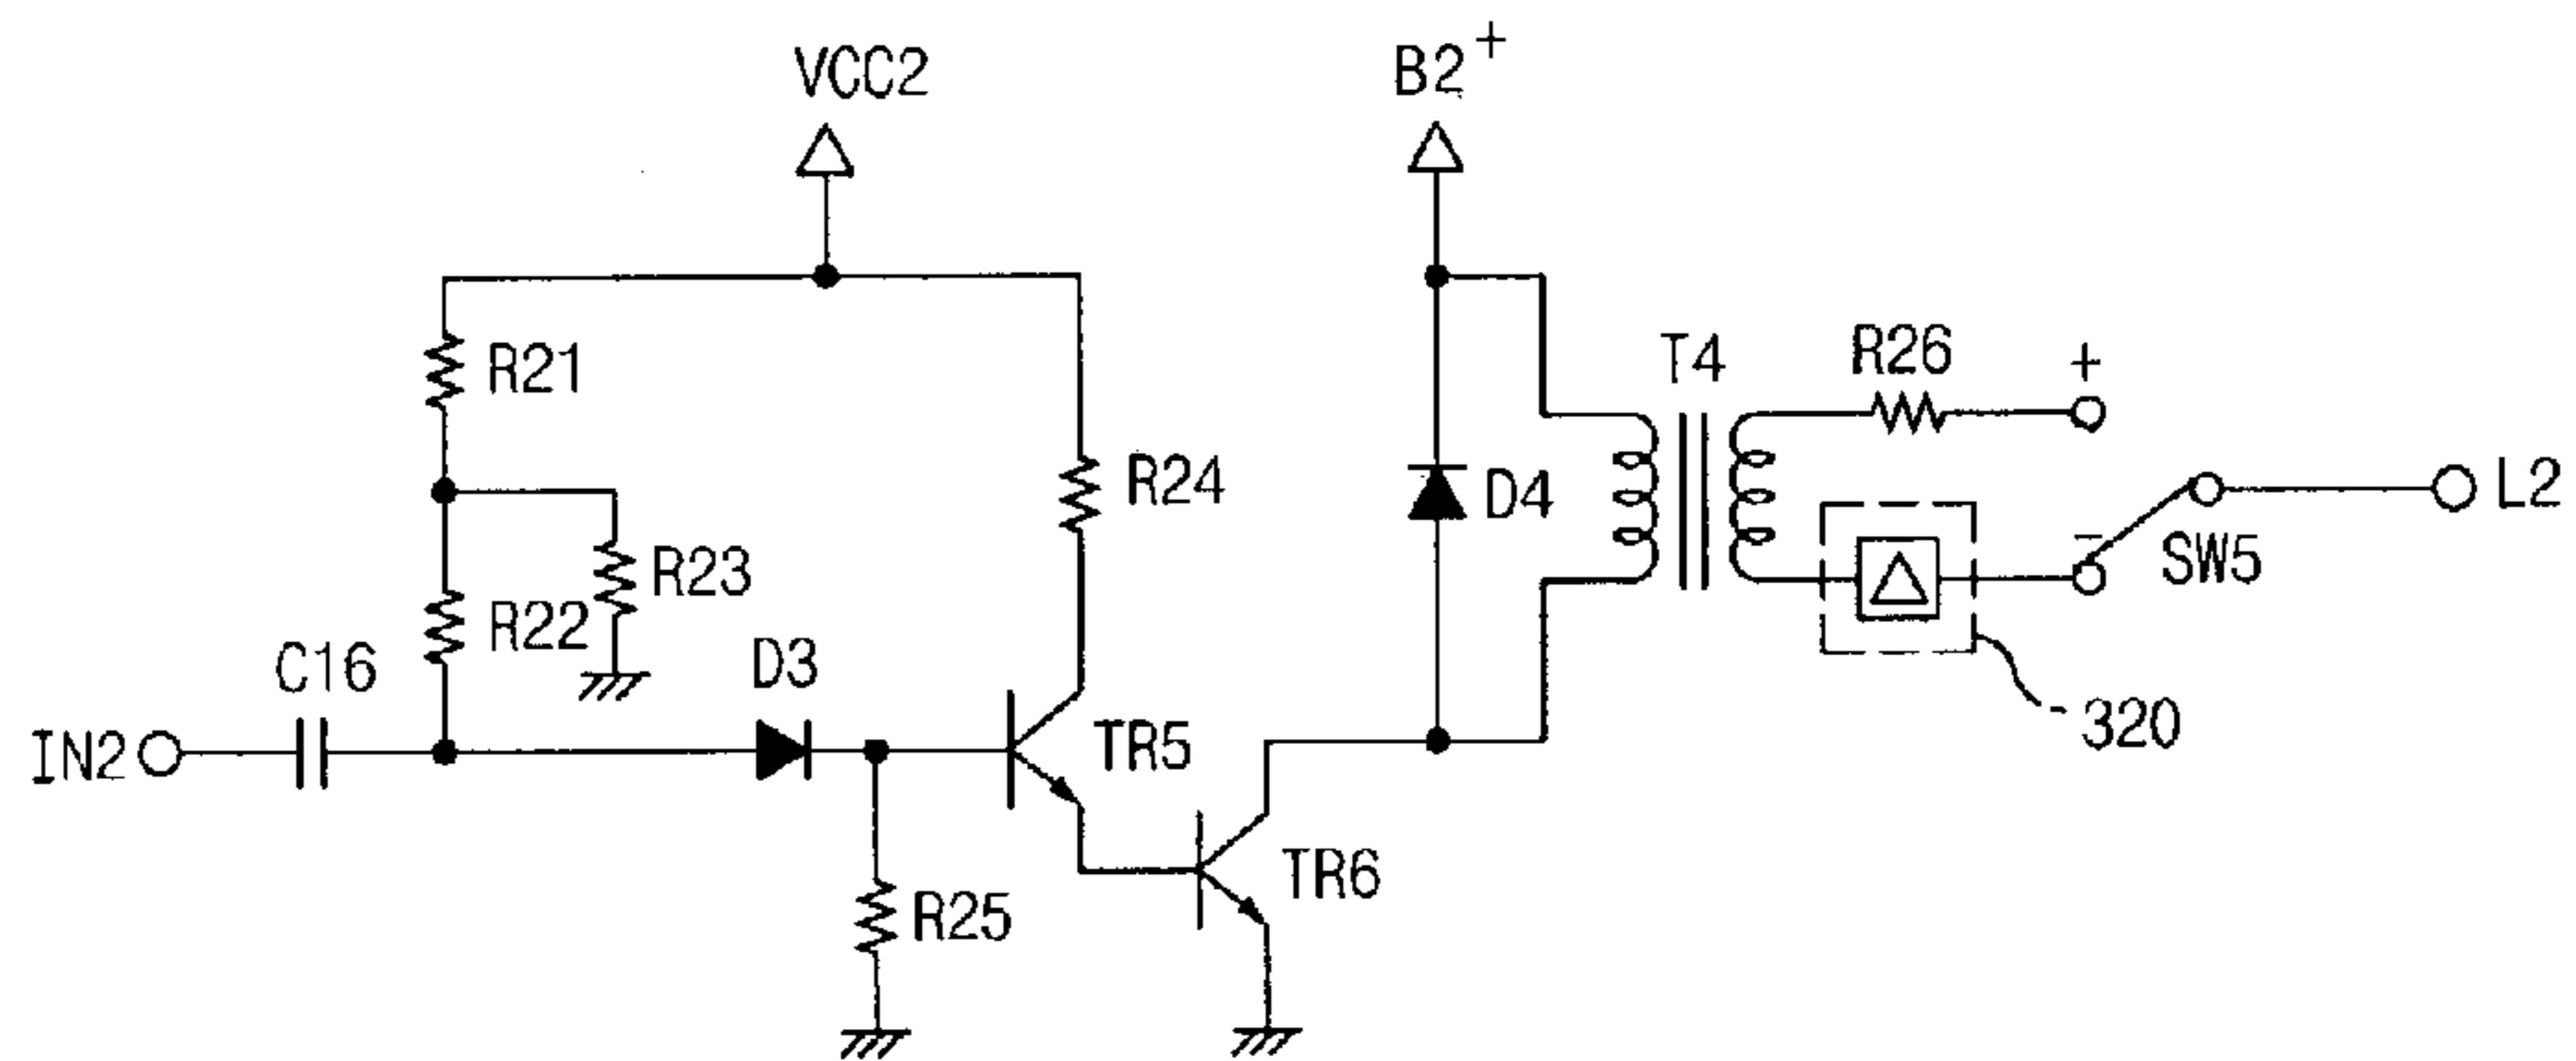 VCC2
B2+
R21
T4
R26
+
R24
D4
L2
R23
-
SW5
R22
C16
D3
320
IN2
TR5
TR6
R25